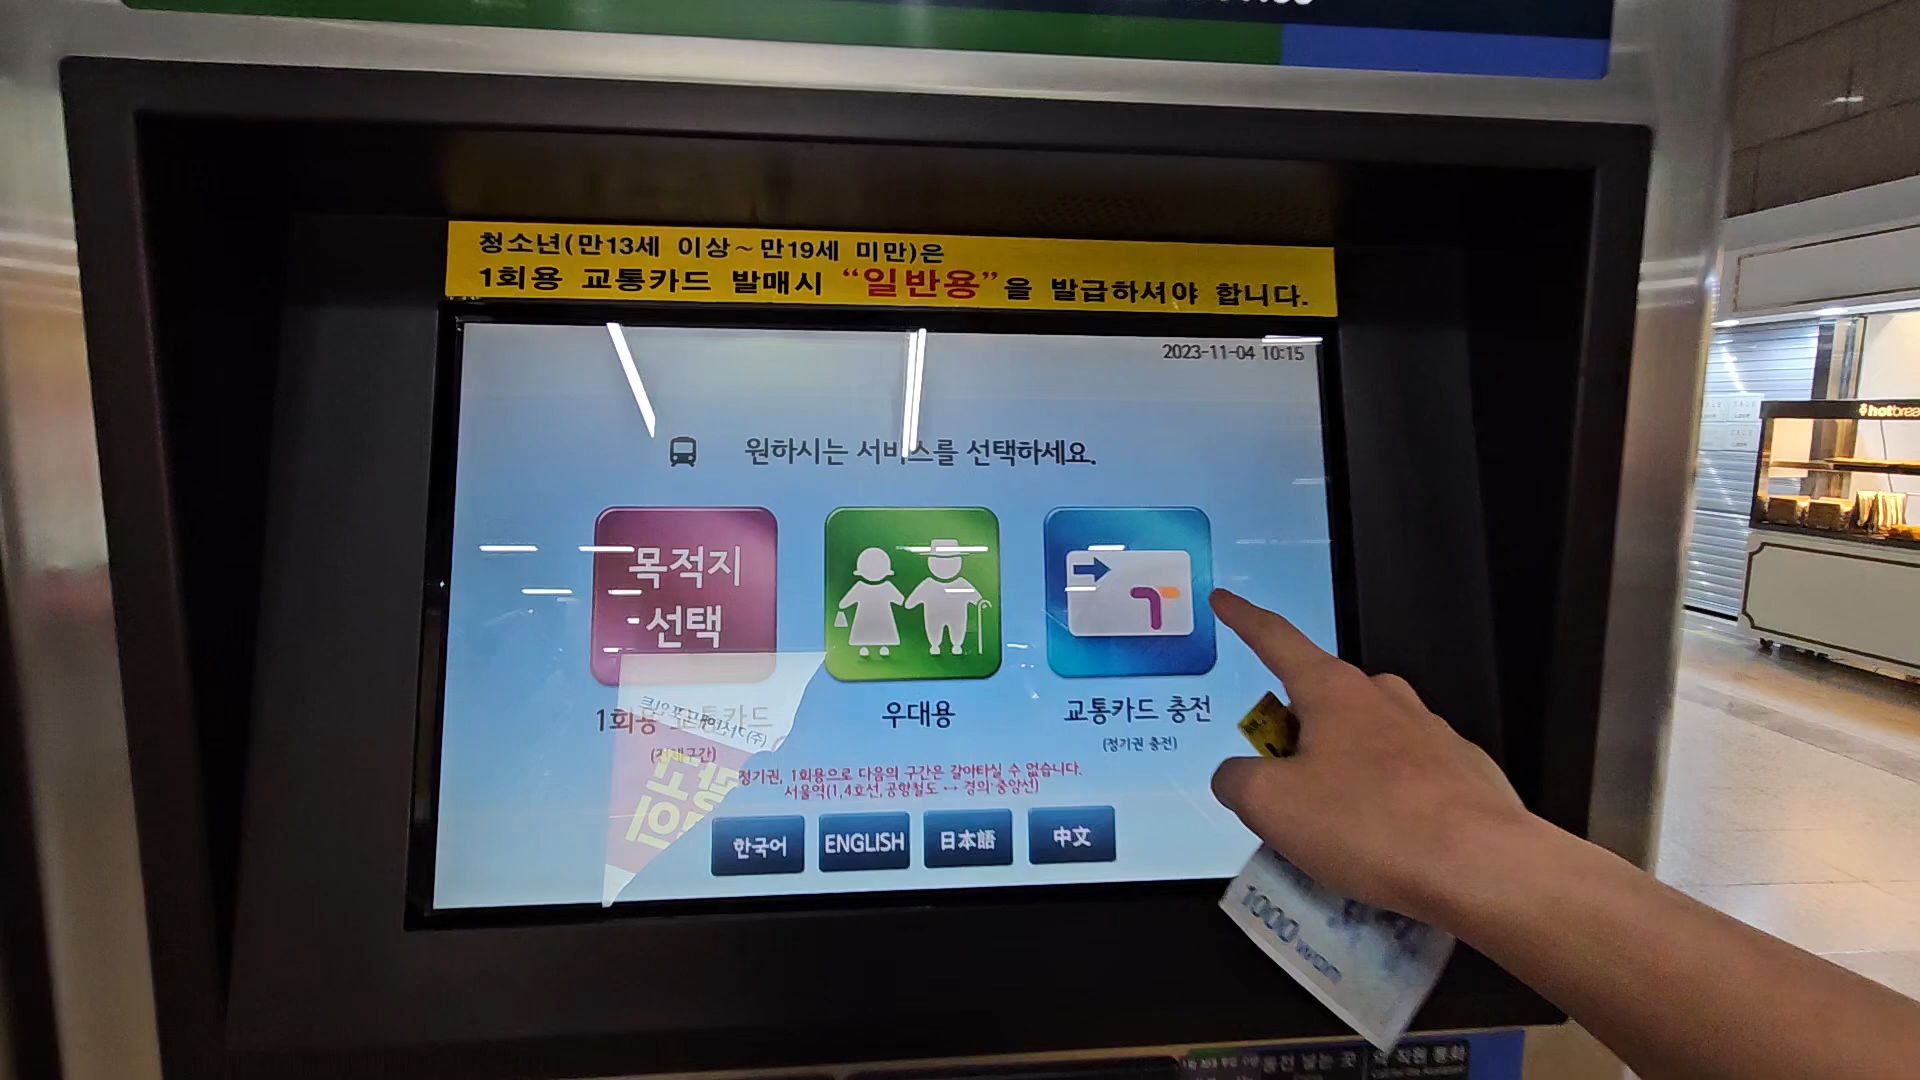 청소년(만13세 이상~만19세 미만)은
1회용 교통카드 발매시 “일반용”을 발급하셔야 합니다.
2023-11-04 10:15
원하시는 서비스를 선택하세요.
목적지
선택
1회용 교통카드
우대용
교통카드 충전
(정기권 충전)
정기권, 1회용으로 다음의 구간은 갈아타실 수 없습니다.
서울역(1,4호선,공항철도 ↔ 경의·중앙선)
한국어
ENGLISH
日本語
中文
1000 won
hotbrea